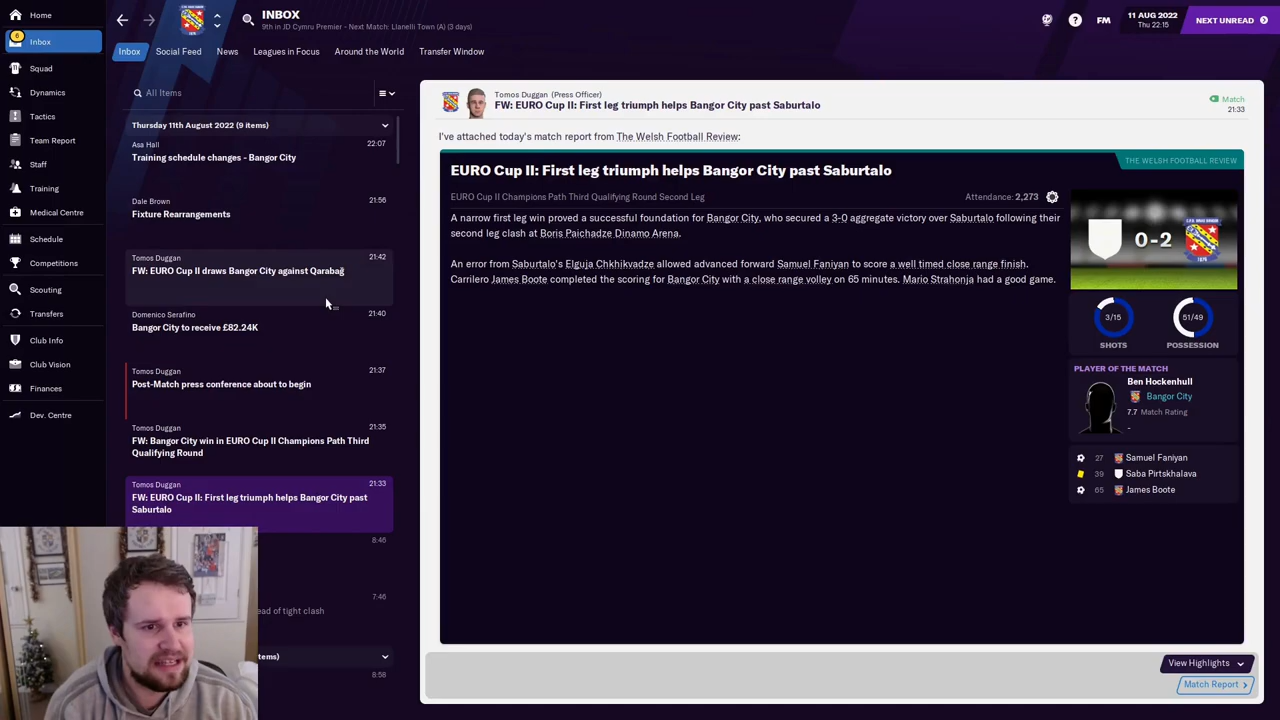 Home
6
Inbox
Squad
Dynamics
Tactics
Team Report
Staff
Training
Medical Centre
Schedule
Competitions
Scouting
Transfers
Club Info
Club Vision
Finances
Dev. Centre
INBOX
9th in JD Cymru Premier - Next Match: Llanelli Town (A) (3 days)
FM
11 AUG 2022
Thu 22:15
NEXT UNREAD
Inbox
Social Feed
News
Leagues in Focus
Around the World
Transfer Window
All Items
Thursday 11th August 2022 (9 items)
Asa Hall
22:07
Training schedule changes - Bangor City
Dale Brown
21:56
Fixture Rearrangements
Tomos Duggan
21:42
FW: EURO Cup II draws Bangor City against Qarabağ
Domenico Serafino
21:40
Bangor City to receive £82.24K
Tomos Duggan
21:37
Post-Match press conference about to begin
Tomos Duggan
21:35
FW: Bangor City win in EURO Cup II Champions Path Third
Qualifying Round
Tomos Duggan
21:33
FW: EURO Cup II: First leg triumph helps Bangor City past
Saburtalo
8:46
7:46
ead of tight clash
tems)
8:58
Tomos Duggan (Press Officer)
FW: EURO Cup II: First leg triumph helps Bangor City past Saburtalo
Match
21:33
I've attached today's match report from The Welsh Football Review:
THE WELSH FOOTBALL REVIEW
EURO Cup II: First leg triumph helps Bangor City past Saburtalo
EURO Cup II Champions Path Third Qualifying Round Second Leg
Attendance: 2,273
A narrow first leg win proved a successful foundation for Bangor City, who secured a 3-0 aggregate victory over Saburtalo following their
second leg clash at Boris Paichadze Dinamo Arena.
An error from Saburtalo's Elguja Chkhikvadze allowed advanced forward Samuel Faniyan to score a well timed close range finish.
Carrilero James Boote completed the scoring for Bangor City with a close range volley on 65 minutes. Mario Strahonja had a good game.
0-2
3/15
51/49
SHOTS
POSSESSION
PLAYER OF THE MATCH
Ben Hockenhull
Bangor City
7.7 Match Rating
-
27 Samuel Faniyan
39 Saba Pirtskhalava
65 James Boote
View Highlights
Match Report